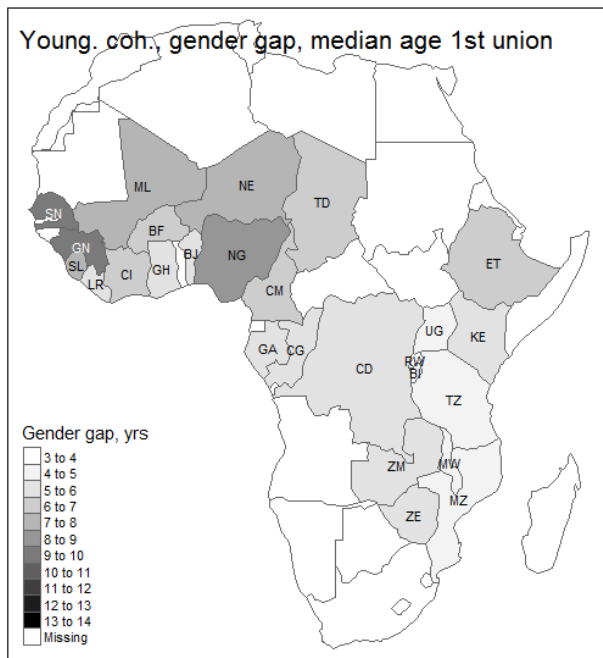 Young. coh., gender gap, median age 1st union
ML
NE
TD
SN
BF
GN
NG
BJ
SL
CI
GH
LR
ET
CM
UG
KE
GA
CG
RW
CD
BI
TZ
ZM
MW
MZ
ZE
Gender gap, yrs
3 to 4
4 to 5
5 to 6
6 to 7
7 to 8
8 to 9
9 to 10
10 to 11
11 to 12
12 to 13
13 to 14
Missing